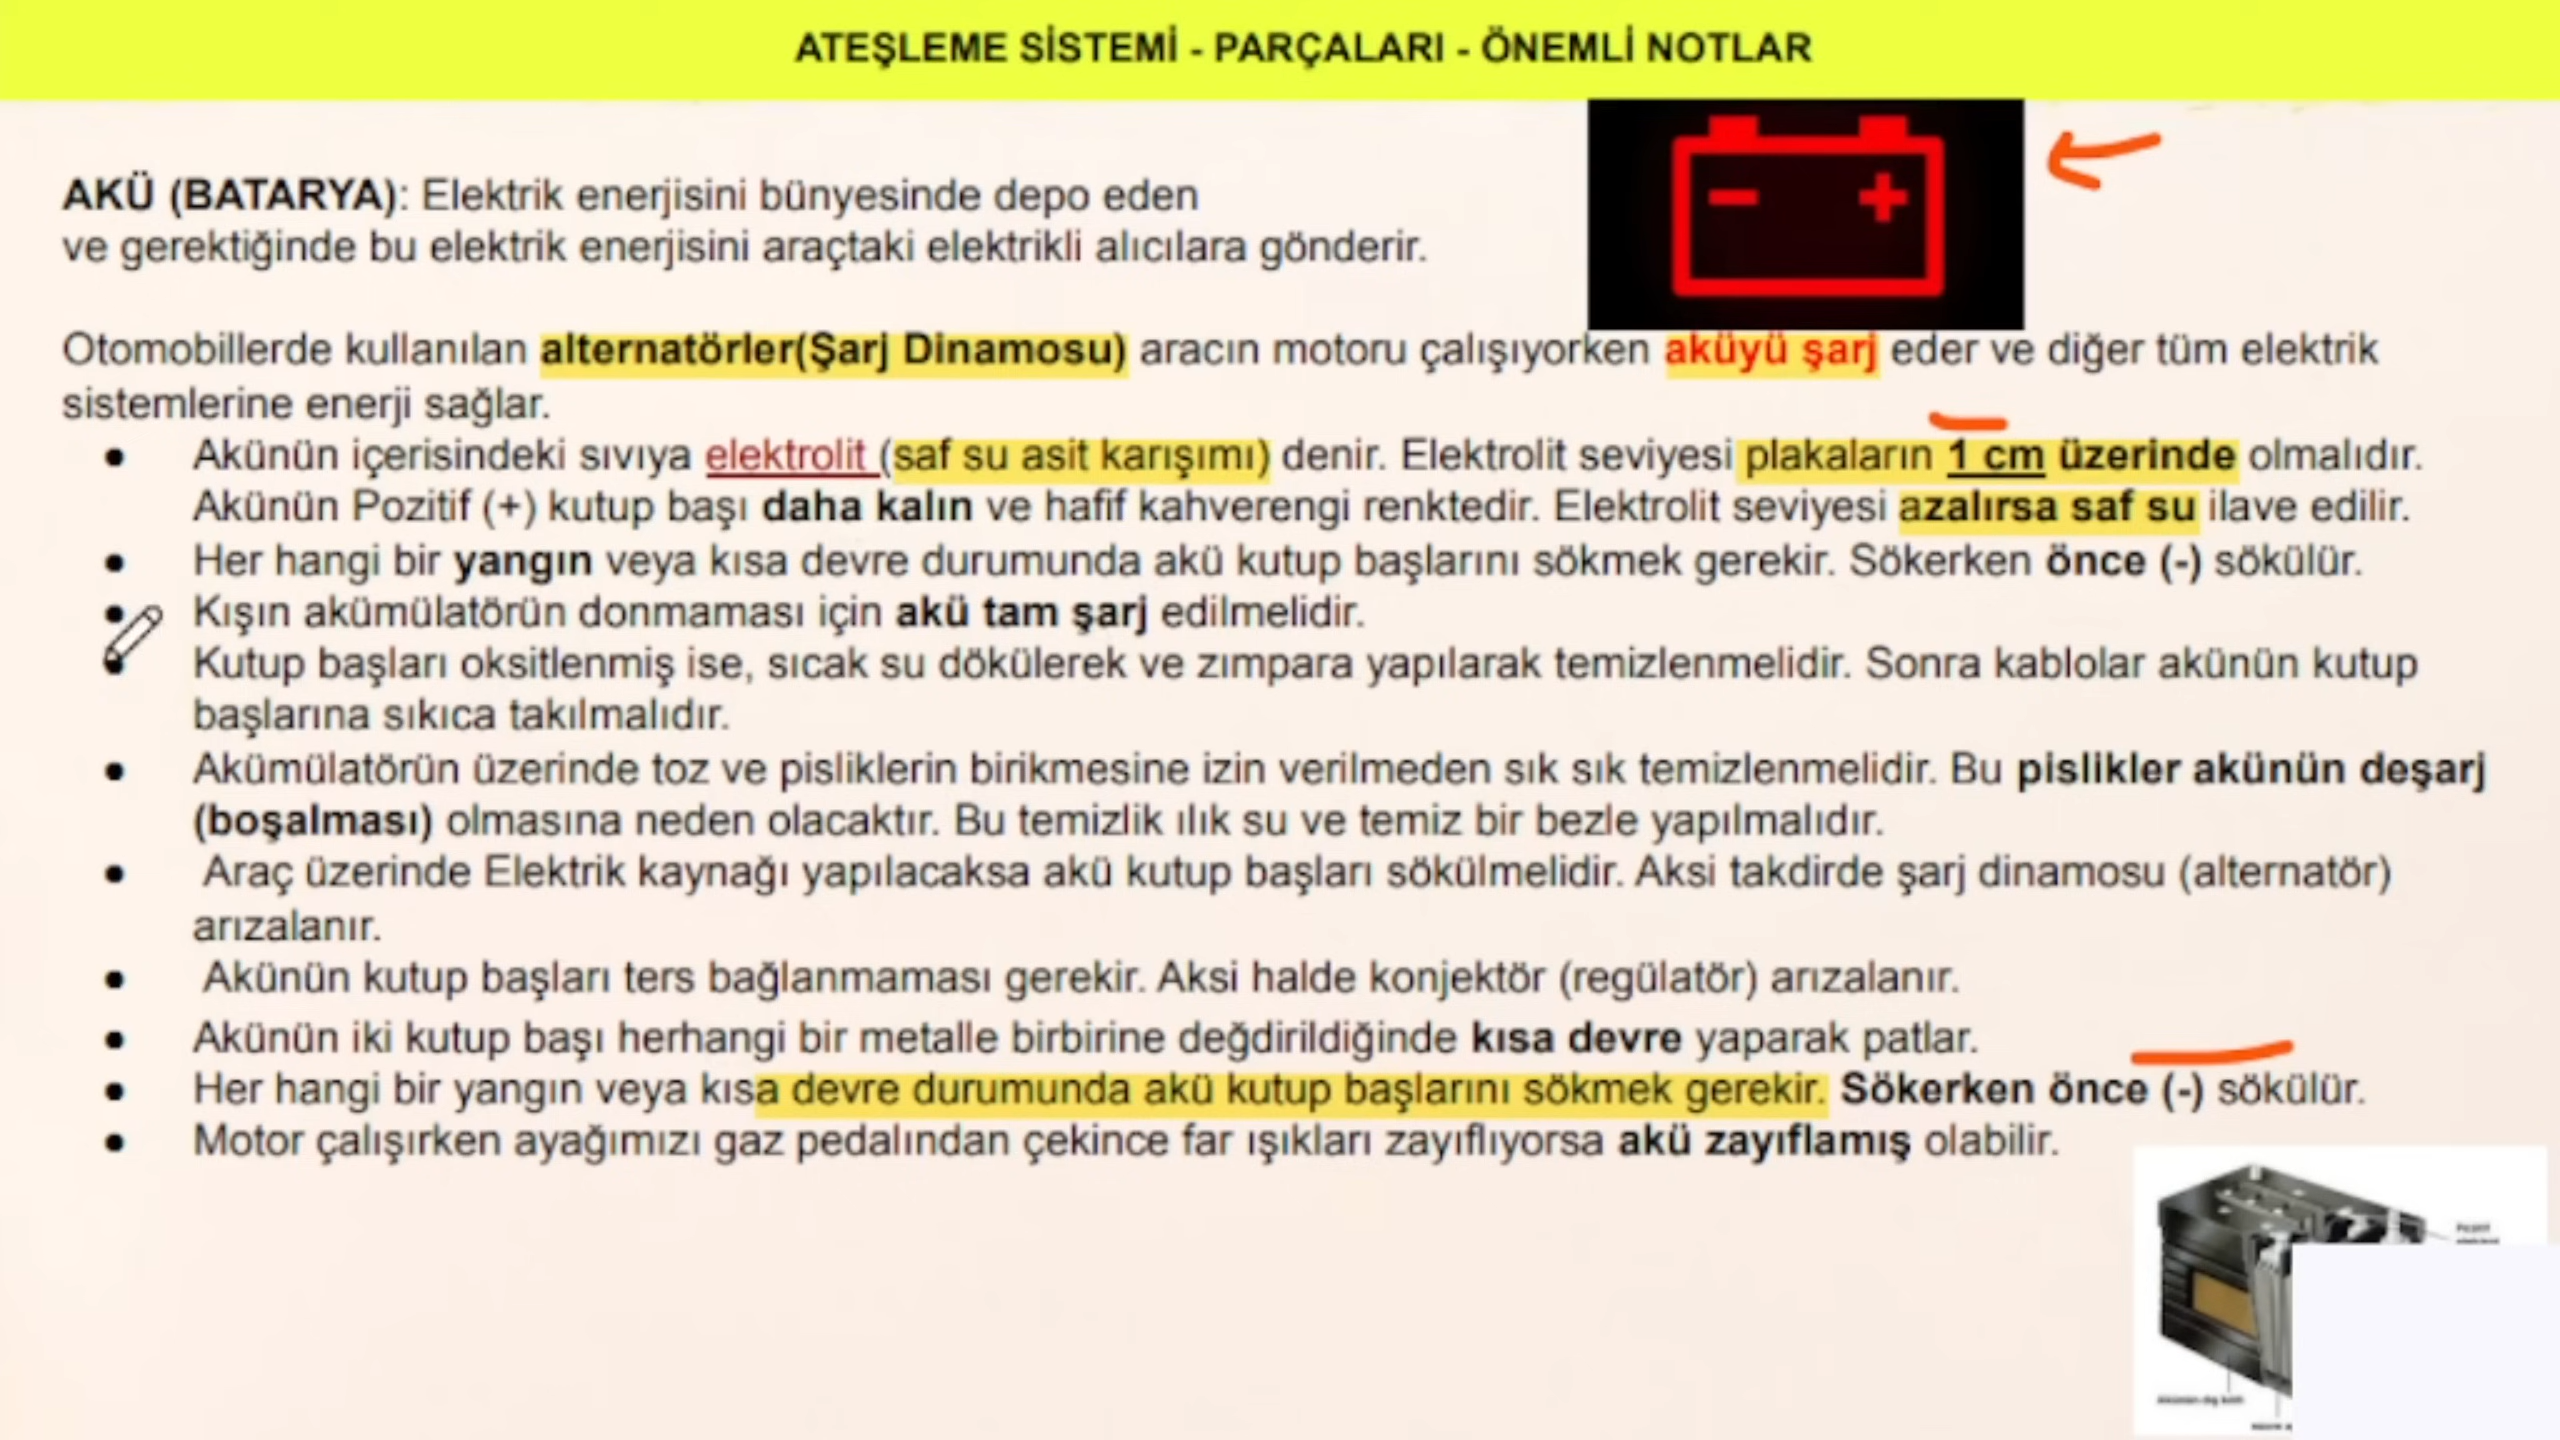 ATEŞLEME SİSTEMİ - PARÇALARI - ÖNEMLİ NOTLAR
AKÜ (BATARYA): Elektrik enerjisini bünyesinde depo eden
ve gerektiğinde bu elektrik enerjisini araçtaki elektrikli alıcılara gönderir.
- +
Otomobillerde kullanılan alternatörler(Şarj Dinamosu) aracın motoru çalışıyorken aküyü şarj eder ve diğer tüm elektrik
sistemlerine enerji sağlar.
● Akünün içerisindeki sıvıya elektrolit (saf su asit karışımı) denir. Elektrolit seviyesi plakaların 1 cm üzerinde olmalıdır.
Akünün Pozitif (+) kutup başı daha kalın ve hafif kahverengi renktedir. Elektrolit seviyesi azalırsa saf su ilave edilir.
● Her hangi bir yangın veya kısa devre durumunda akü kutup başlarını sökmek gerekir. Sökerken önce (-) sökülür.
● Kışın akümülatörün donmaması için akü tam şarj edilmelidir.
● Kutup başları oksitlenmiş ise, sıcak su dökülerek ve zımpara yapılarak temizlenmelidir. Sonra kablolar akünün kutup
başlarına sıkıca takılmalıdır.
● Akümülatörün üzerinde toz ve pisliklerin birikmesine izin verilmeden sık sık temizlenmelidir. Bu pislikler akünün deşarj
(boşalması) olmasına neden olacaktır. Bu temizlik ılık su ve temiz bir bezle yapılmalıdır.
● Araç üzerinde Elektrik kaynağı yapılacaksa akü kutup başları sökülmelidir. Aksi takdirde şarj dinamosu (alternatör)
arızalanır.
● Akünün kutup başları ters bağlanmaması gerekir. Aksi halde konjektör (regülatör) arızalanır.
● Akünün iki kutup başı herhangi bir metalle birbirine değdirildiğinde kısa devre yaparak patlar.
● Her hangi bir yangın veya kısa devre durumunda akü kutup başlarını sökmek gerekir. Sökerken önce (-) sökülür.
● Motor çalışırken ayağımızı gaz pedalından çekince far ışıkları zayıflıyorsa akü zayıflamış olabilir.